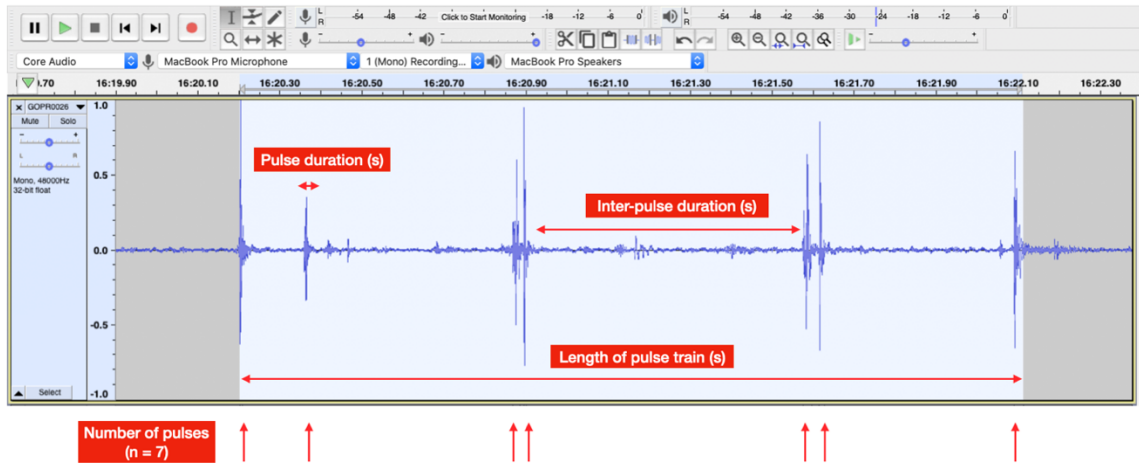 I
L
R
-54 -48 -42 Click to Start Monitoring -18 -12 -6 0
L
R
-54 -48 -42 -36 -30 -24 -18 -12 -6 0
- +
- +
- +
Core Audio
MacBook Pro Microphone
1 (Mono) Recording...
MacBook Pro Speakers
16:19.90 16:20.10 16:20.30 16:20.50 16:20.70 16:20.90 16:21.10 16:21.30 16:21.50 16:21.70 16:21.90 16:22.10 16:22.30
x GOPR0026
Mute Solo
- +
L R
Mono, 48000Hz
32-bit float
Select
1.0
0.5
0.0
-0.5
-1.0
Pulse duration (s)
Inter-pulse duration (s)
Length of pulse train (s)
Number of pulses
(n = 7)